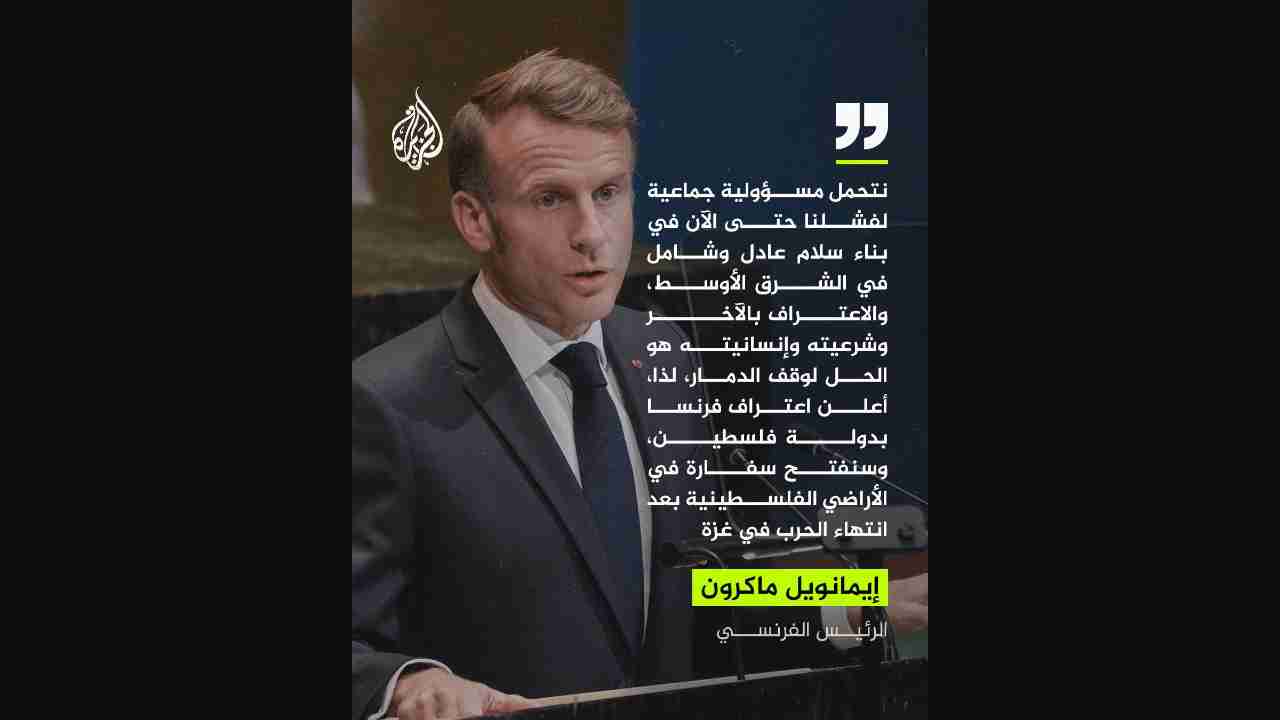 الجزيرة
نتحمل مسؤولية جماعية
لفشلنا حتى الآن في
بناء سلام عادل وشامل
في الشرق الأوسط،
والاعتراف بالآخر
وشرعيته وإنسانيته هو
الحل لوقف الدمار، لذا،
أعلن اعتراف فرنسا
بدولة فلسطين،
وسنفتح سفارة في
الأراضي الفلسطينية بعد
انتهاء الحرب في غزة
إيمانويل ماكرون
الرئيس الفرنسي